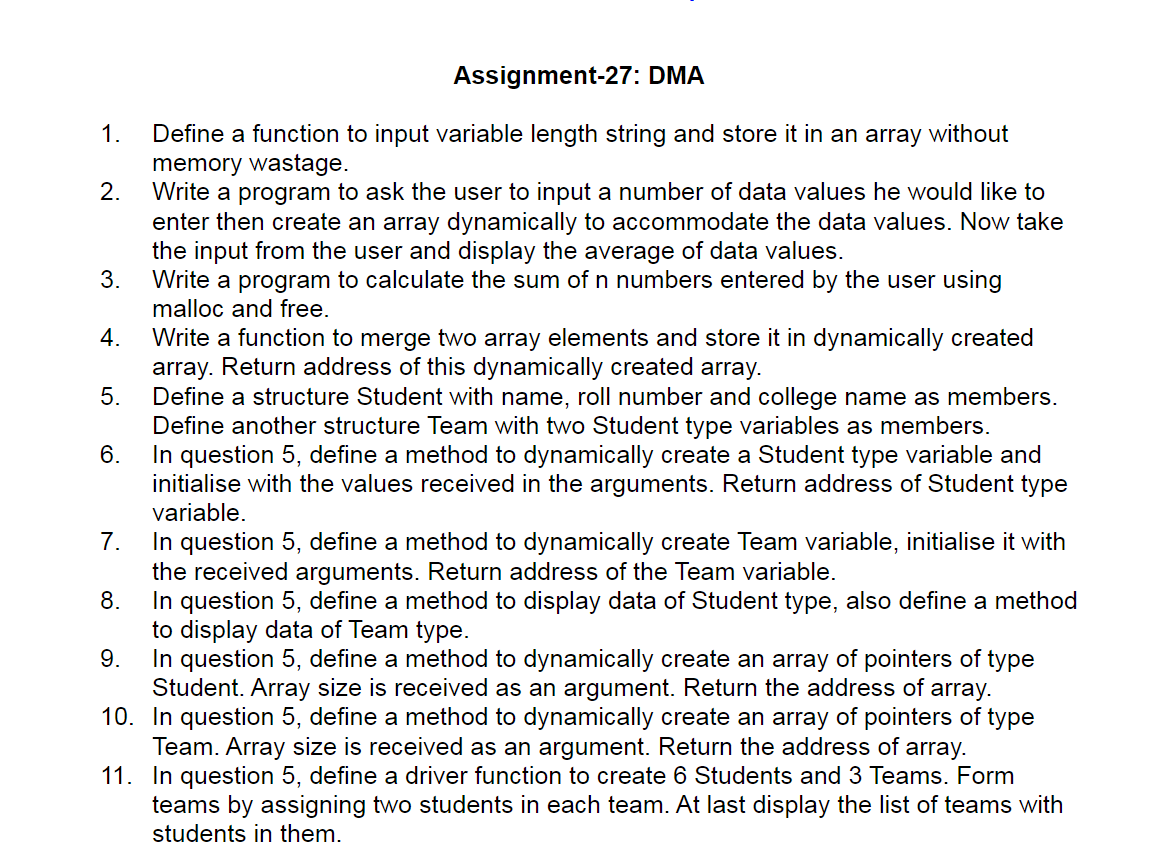 Assignment-27: DMA
1. Define a function to input variable length string and store it in an array without
memory wastage.
2. Write a program to ask the user to input a number of data values he would like to
enter then create an array dynamically to accommodate the data values. Now take
the input from the user and display the average of data values.
3. Write a program to calculate the sum of n numbers entered by the user using
malloc and free.
4. Write a function to merge two array elements and store it in dynamically created
array. Return address of this dynamically created array.
5. Define a structure Student with name, roll number and college name as members.
Define another structure Team with two Student type variables as members.
6. In question 5, define a method to dynamically create a Student type variable and
initialise with the values received in the arguments. Return address of Student type
variable.
7. In question 5, define a method to dynamically create Team variable, initialise it with
the received arguments. Return address of the Team variable.
8. In question 5, define a method to display data of Student type, also define a method
to display data of Team type.
9. In question 5, define a method to dynamically create an array of pointers of type
Student. Array size is received as an argument. Return the address of array.
10. In question 5, define a method to dynamically create an array of pointers of type
Team. Array size is received as an argument. Return the address of array.
11. In question 5, define a driver function to create 6 Students and 3 Teams. Form
teams by assigning two students in each team. At last display the list of teams with
students in them.